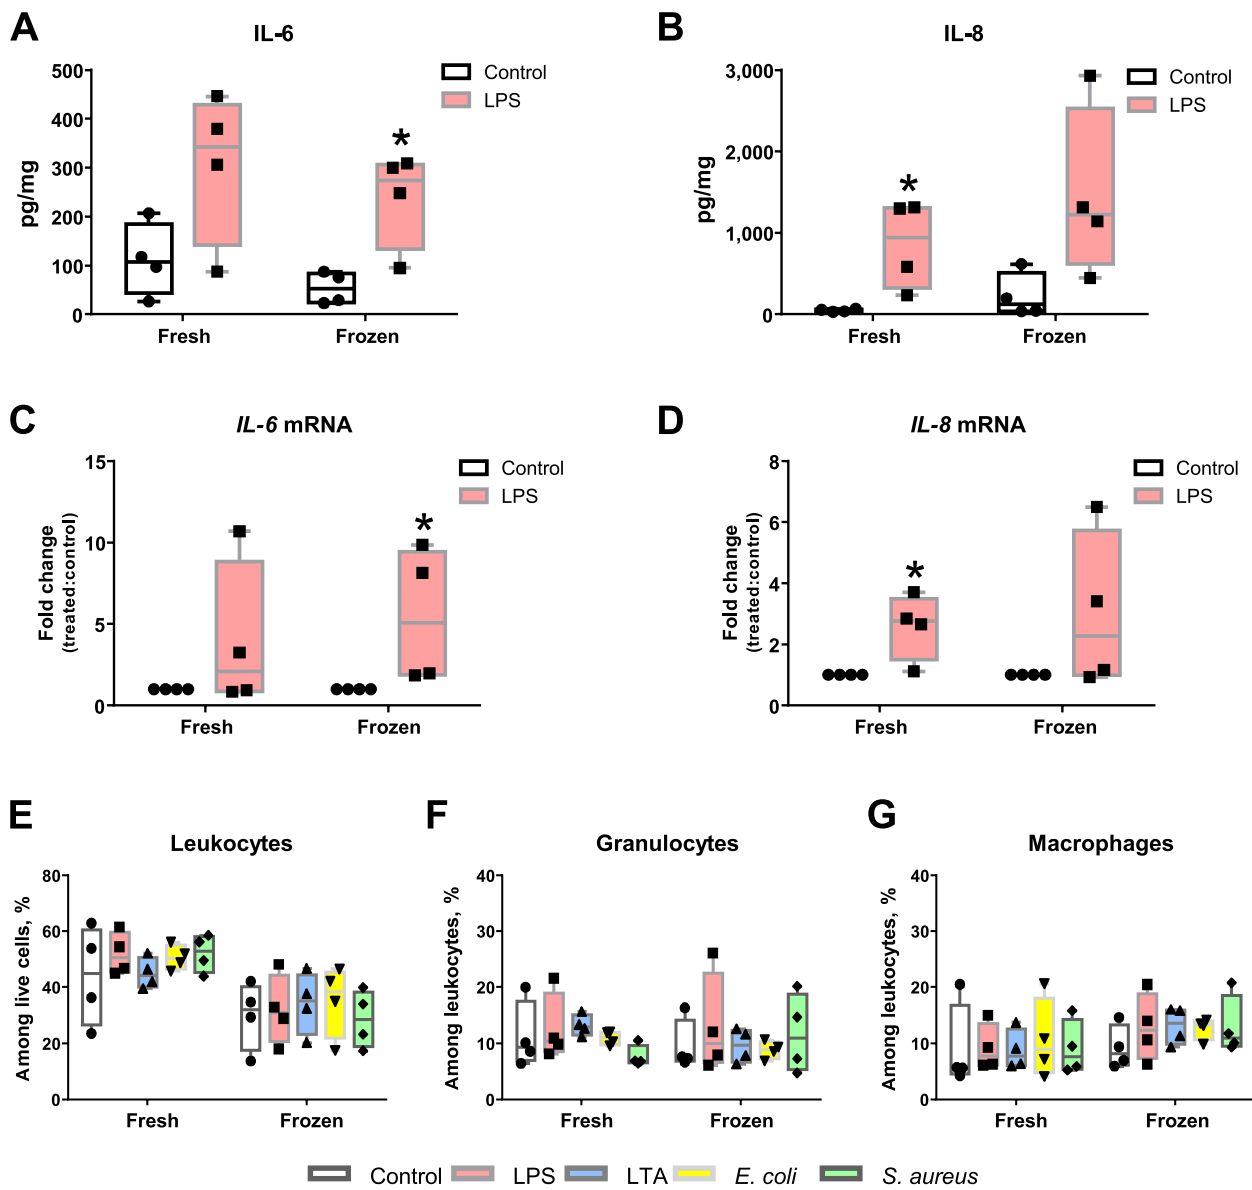 A
IL-6
500
400
300
200
100
0
pg/mg
Control
LPS
*
Fresh
Frozen
B
IL-8
3,000
2,000
1,000
0
pg/mg
Control
LPS
*
Fresh
Frozen
C
IL-6 mRNA
15
10
5
0
Fold change
(treated:control)
Control
LPS
*
Fresh
Frozen
D
IL-8 mRNA
8
6
4
2
0
Fold change
(treated:control)
Control
LPS
*
Fresh
Frozen
E
Leukocytes
80
60
40
20
0
Among live cells, %
Fresh
Frozen
F
Granulocytes
40
30
20
10
0
Among leukocytes, %
Fresh
Frozen
G
Macrophages
40
30
20
10
0
Among leukocytes, %
Fresh
Frozen
Control LPS LTA E. coli S. aureus